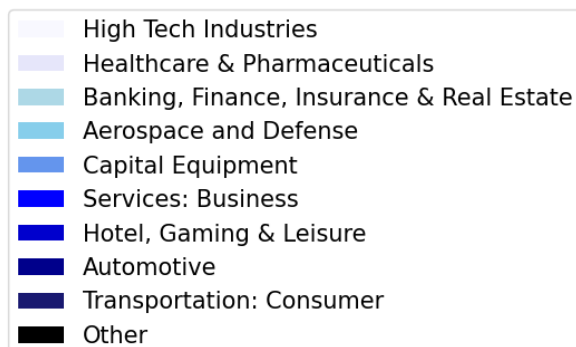 High Tech Industries
Healthcare & Pharmaceuticals
Banking, Finance, Insurance & Real Estate
Aerospace and Defense
Capital Equipment
Services: Business
Hotel, Gaming & Leisure
Automotive
Transportation: Consumer
Other